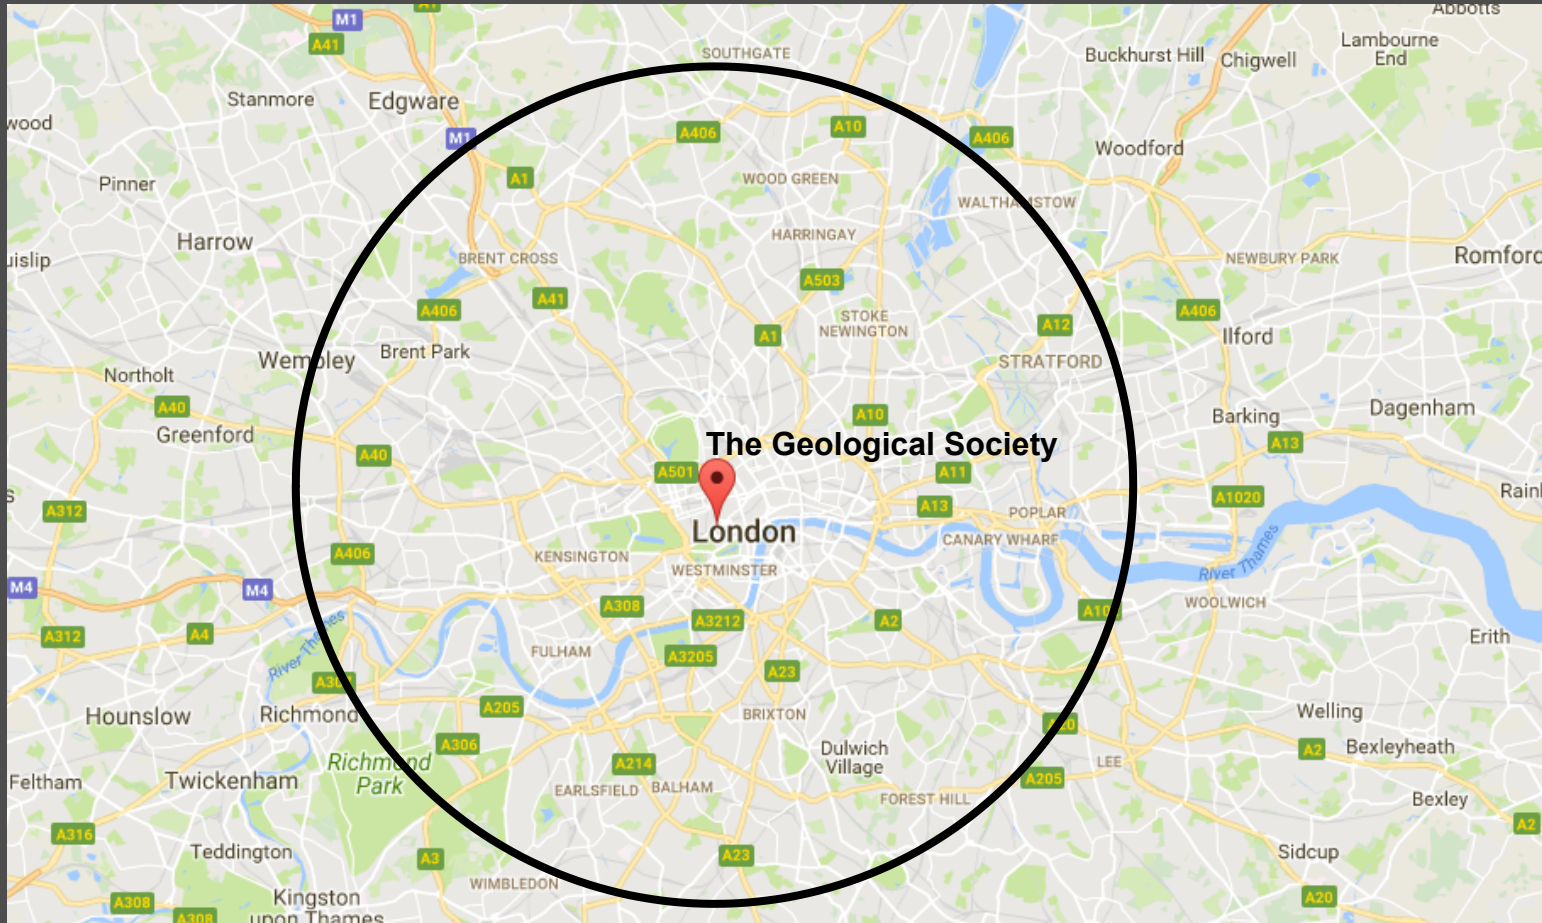 Abbotts
A1
M1
A41
Lambourne
End
SOUTHGATE
Buckhurst Hill
Chigwell
Stanmore
Edgware
wood
A406
A10
M1
A406
Woodford
Pinner
A1
WOOD GREEN
WALTHAMSTOW
Harrow
HARRINGAY
uislip
BRENT CROSS
NEWBURY PARK
Romford
A503
A406
A41
STOKE
NEWINGTON
A12
A406
A1
Ilford
Wembley
Brent Park
STRATFORD
Northolt
A40
Greenford
A10
Barking
Dagenham
The Geological Society
A13
A40
A501
A11
s
A312
A13
POPLAR
A1020
Rainl
London
CANARY WHARF
A406
KENSINGTON
WESTMINSTER
River Thames
M4
M4
A308
A3212
A2
A10
WOOLWICH
A312
A4
River Thames
FULHAM
A3205
A23
Erith
A30
A205
Hounslow
Richmond
BRIXTON
A20
Welling
A306
Richmond
Park
Dulwich
Village
A2
Bexleyheath
Feltham
Twickenham
A214
LEE
EARLSFIELD
BALHAM
FOREST HILL
A205
Bexley
A316
A2
Teddington
A3
A23
Sidcup
WIMBLEDON
Kingston
upon Thames
A308
A308
A20